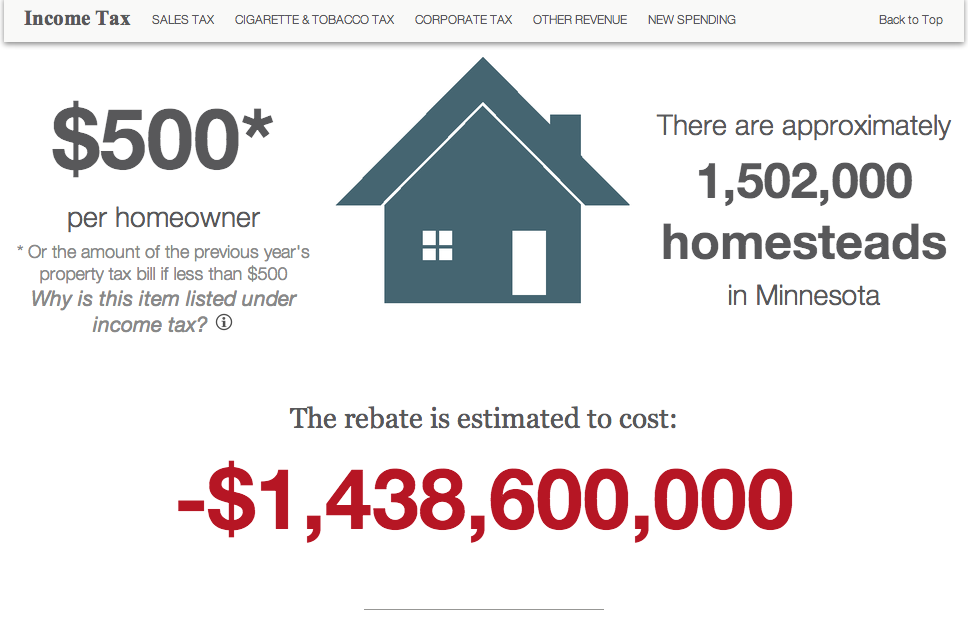 Income Tax SALES TAX CIGARETTE & TOBACCO TAX CORPORATE TAX OTHER REVENUE NEW SPENDING Back to Top
$500*
per homeowner
* Or the amount of the previous year's
property tax bill if less than $500
Why is this item listed under
income tax? ⓘ
There are approximately
1,502,000
homesteads
in Minnesota
The rebate is estimated to cost:
-$1,438,600,000